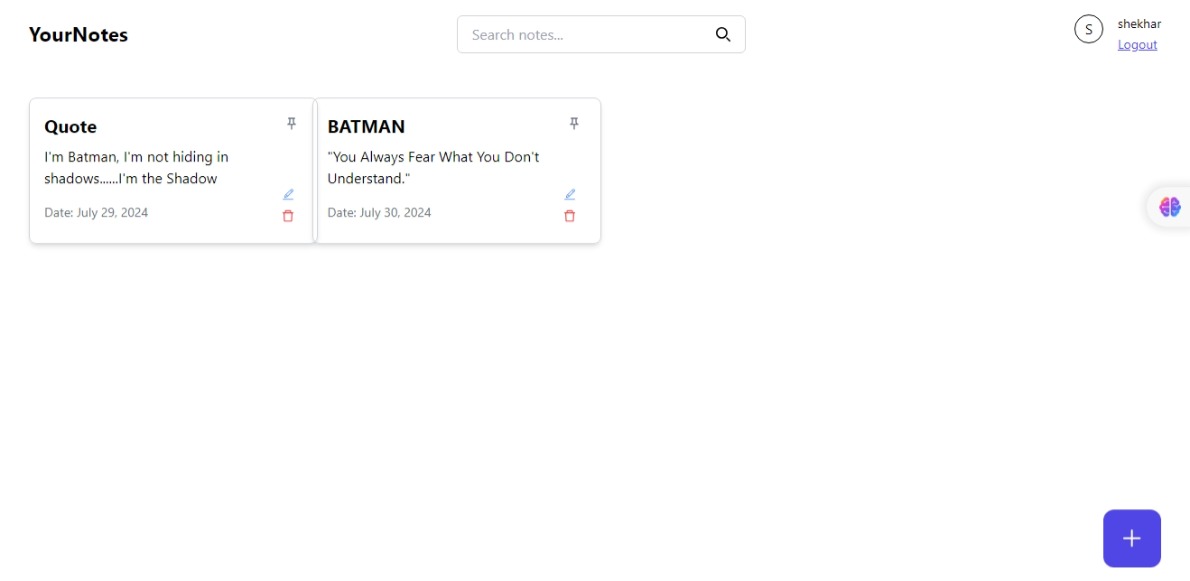 YourNotes
Search notes...
S
shekhar
Logout
Quote
I'm Batman, I'm not hiding in
shadows......I'm the Shadow
Date: July 29, 2024
BATMAN
"You Always Fear What You Don't
Understand."
Date: July 30, 2024